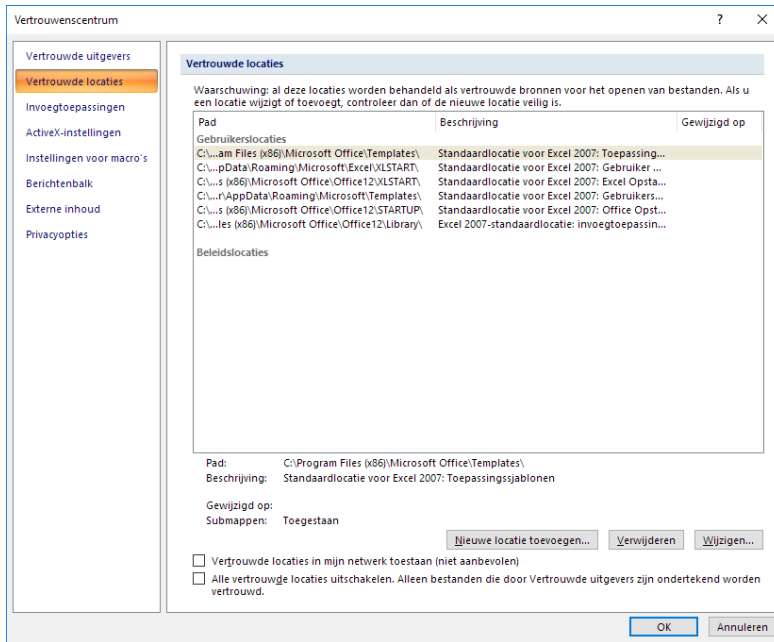 Vertrouwenscentrum
Vertrouwde uitgevers
Vertrouwde locaties
Invoegtoepassingen
ActiveX-instellingen
Instellingen voor macro's
Berichtenbalk
Externe inhoud
Privacyopties
Vertrouwde locaties
Waarschuwing: al deze locaties worden behandeld als vertrouwde bronnen voor het openen van bestanden. Als u
een locatie wijzigt of toevoegt, controleer dan of de nieuwe locatie veilig is.
Pad Beschrijving Gewijzigd op
Gebruikerslocaties
C:\...am Files (x86)\Microsoft Office\Templates\ Standaardlocatie voor Excel 2007: Toepassing...
C:\...pData\Roaming\Microsoft\Excel\XLSTART\ Standaardlocatie voor Excel 2007: Gebruiker ...
C:\...s (x86)\Microsoft Office\Office12\XLSTART\ Standaardlocatie voor Excel 2007: Excel Opsta...
C:\...r\AppData\Roaming\Microsoft\Templates\ Standaardlocatie voor Excel 2007: Gebruikers...
C:\...s (x86)\Microsoft Office\Office12\STARTUP\ Standaardlocatie voor Excel 2007: Office Opst...
C:\...les (x86)\Microsoft Office\Office12\Library\ Excel 2007-standaardlocatie: invoegtoepassin...
Beleidslocaties
Pad: C:\Program Files (x86)\Microsoft Office\Templates\
Beschrijving: Standaardlocatie voor Excel 2007: Toepassingssjablonen
Gewijzigd op:
Submappen: Toegestaan
Nieuwe locatie toevoegen... Verwijderen Wijzigen...
Vertrouwde locaties in mijn netwerk toestaan (niet aanbevolen)
Alle vertrouwde locaties uitschakelen. Alleen bestanden die door Vertrouwde uitgevers zijn ondertekend worden
vertrouwd.
OK Annuleren